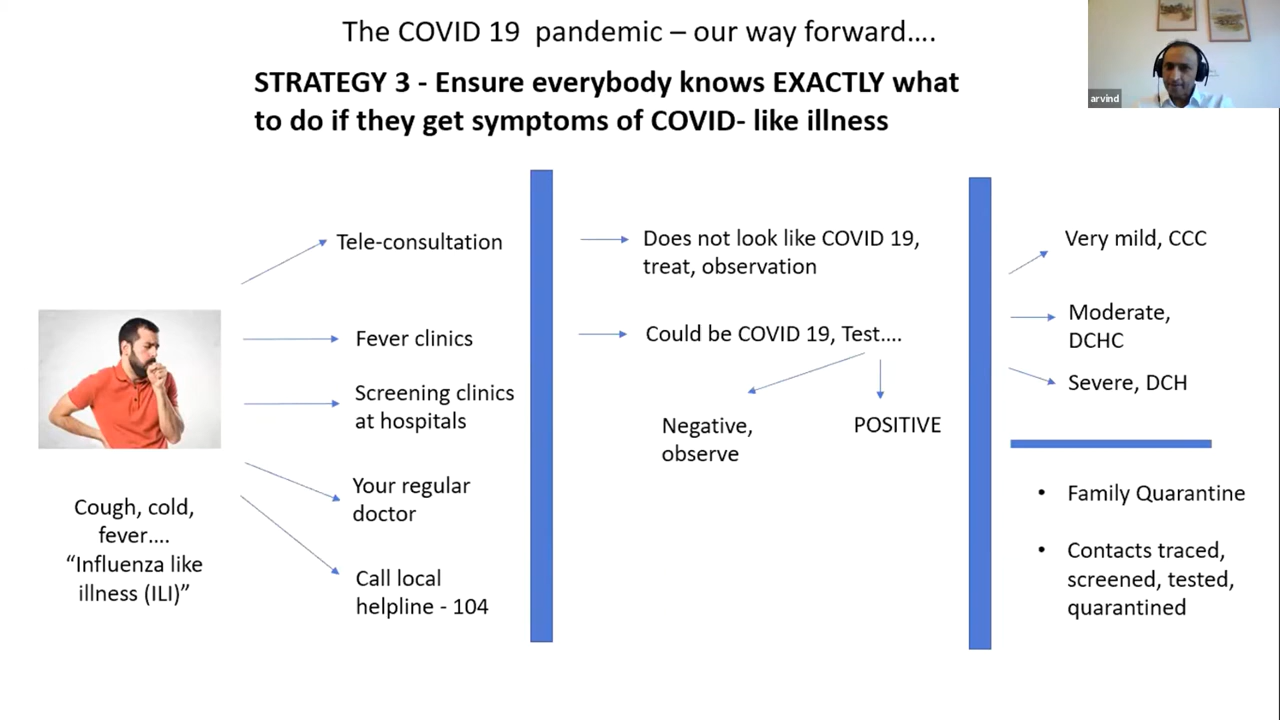 The COVID 19 pandemic – our way forward....
STRATEGY 3 - Ensure everybody knows EXACTLY what
to do if they get symptoms of COVID- like illness
arvind
Tele-consultation
Fever clinics
Screening clinics
at hospitals
Your regular
doctor
Call local
helpline - 104
Cough, cold,
fever....
“Influenza like
illness (ILI)”
Does not look like COVID 19,
treat, observation
Could be COVID 19, Test....
Negative,
observe
POSITIVE
Very mild, CCC
Moderate,
DCHC
Severe, DCH
• Family Quarantine
• Contacts traced,
screened, tested,
quarantined